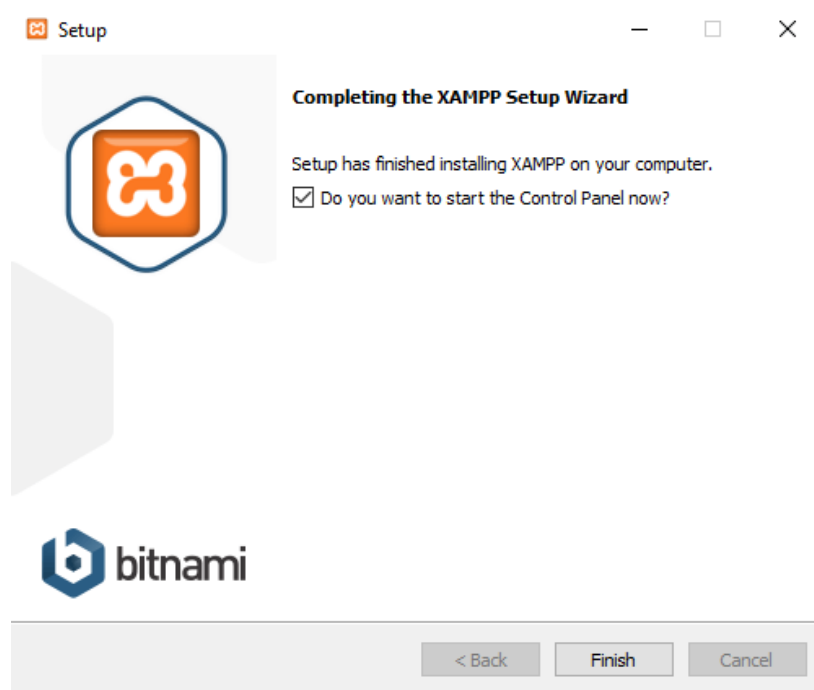 Setup
Completing the XAMPP Setup Wizard
Setup has finished installing XAMPP on your computer.
Do you want to start the Control Panel now?
bitnami
< Back
Finish
Cancel